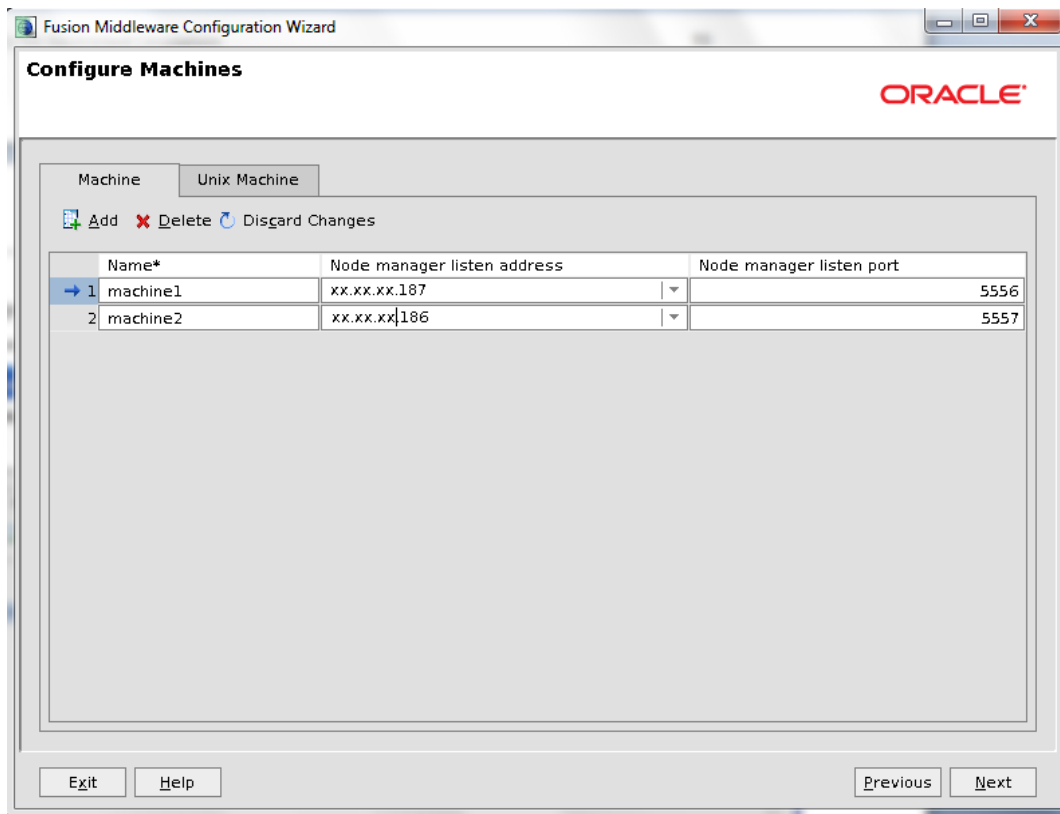 Fusion Middleware Configuration Wizard
Configure Machines
ORACLE
Machine Unix Machine
Add Delete Discard Changes
Name* Node manager listen address Node manager listen port
1 machine1 xx.xx.xx.187 5556
2 machine2 xx.xx.xx.186 5557
Exit Help Previous Next